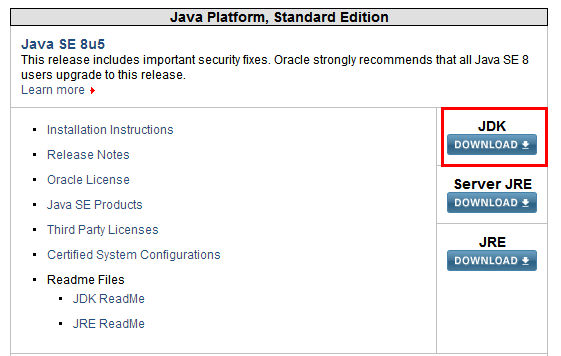 Java Platform, Standard Edition
Java SE 8u5
This release includes important security fixes. Oracle strongly recommends that all Java SE 8
users upgrade to this release.
Learn more
Installation Instructions
Release Notes
Oracle License
Java SE Products
Third Party Licenses
Certified System Configurations
Readme Files
JDK ReadMe
JRE ReadMe
JDK
DOWNLOAD
Server JRE
DOWNLOAD
JRE
DOWNLOAD